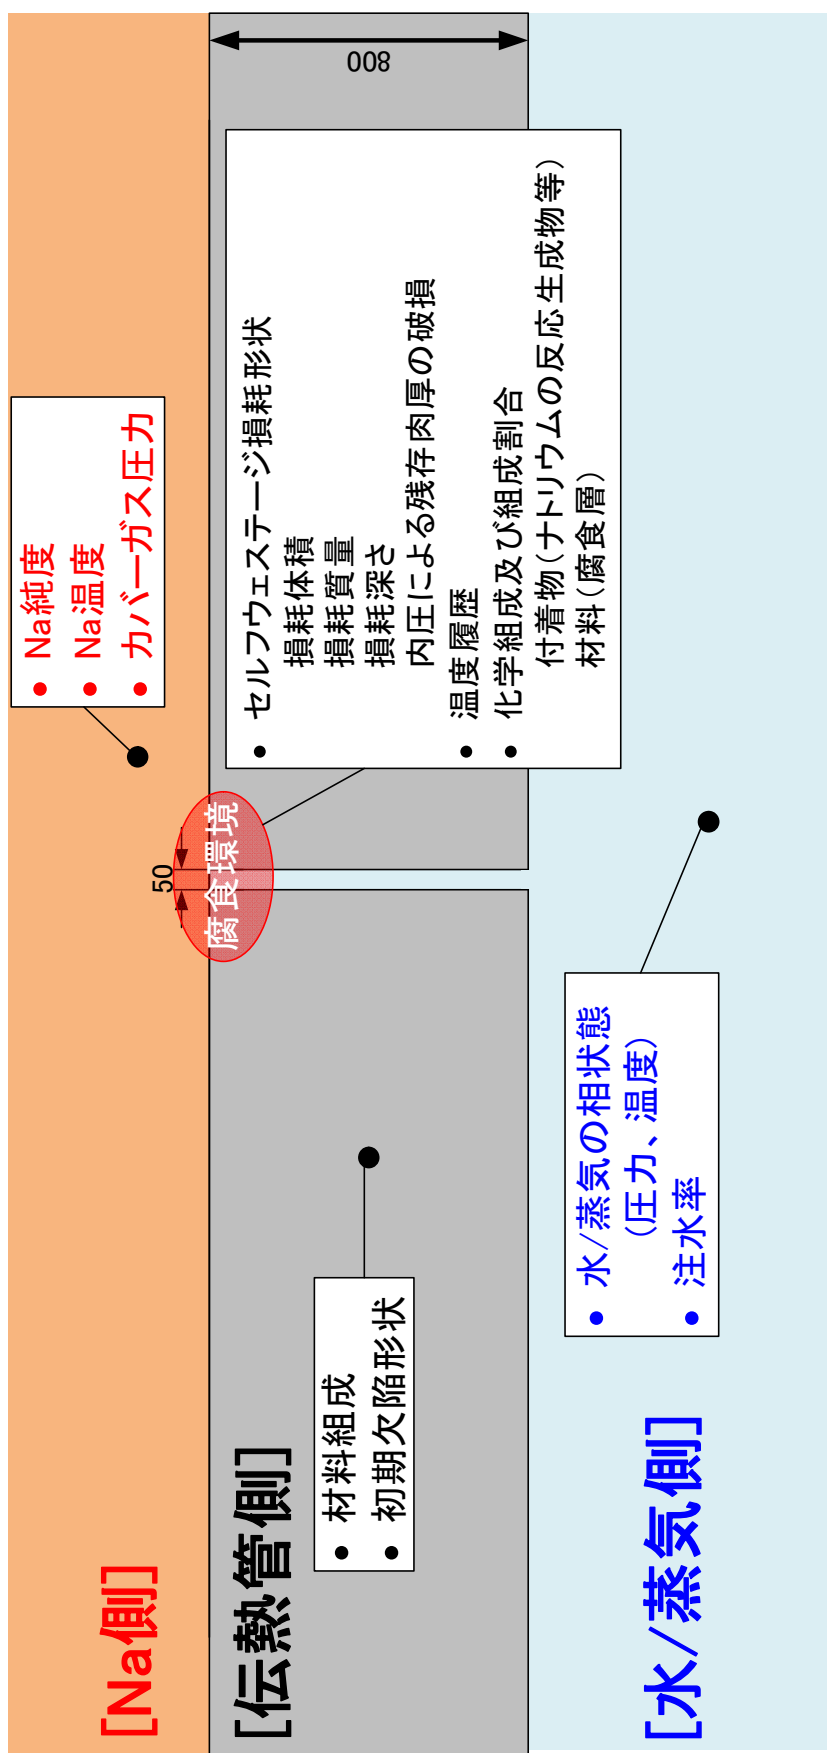 [Na側]
• Na純度
• Na温度
• カバーガス圧力
50
腐食環境
800
[伝熱管側]
• 材料組成
• 初期欠陥形状
• セルフウェステージ損耗形状
損耗体積
損耗質量
損耗深さ
内圧による残存肉厚の破損
• 温度履歴
• 化学組成及び組成割合
付着物(ナトリウムの反応生成物等)
材料(腐食層)
[水/蒸気側]
• 水/蒸気の相状態
(圧力、温度)
• 注水率